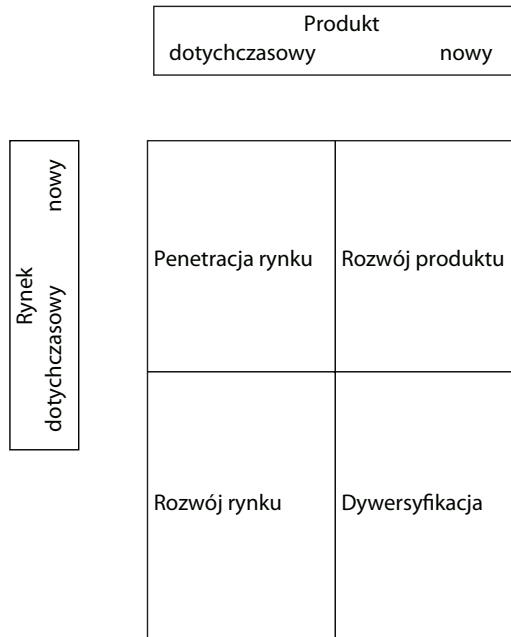 Produkt
dotychczasowy nowy
Rynek
dotychczasowy nowy
Penetracja rynku Rozwój produktu
Rozwój rynku Dywersyfikacja